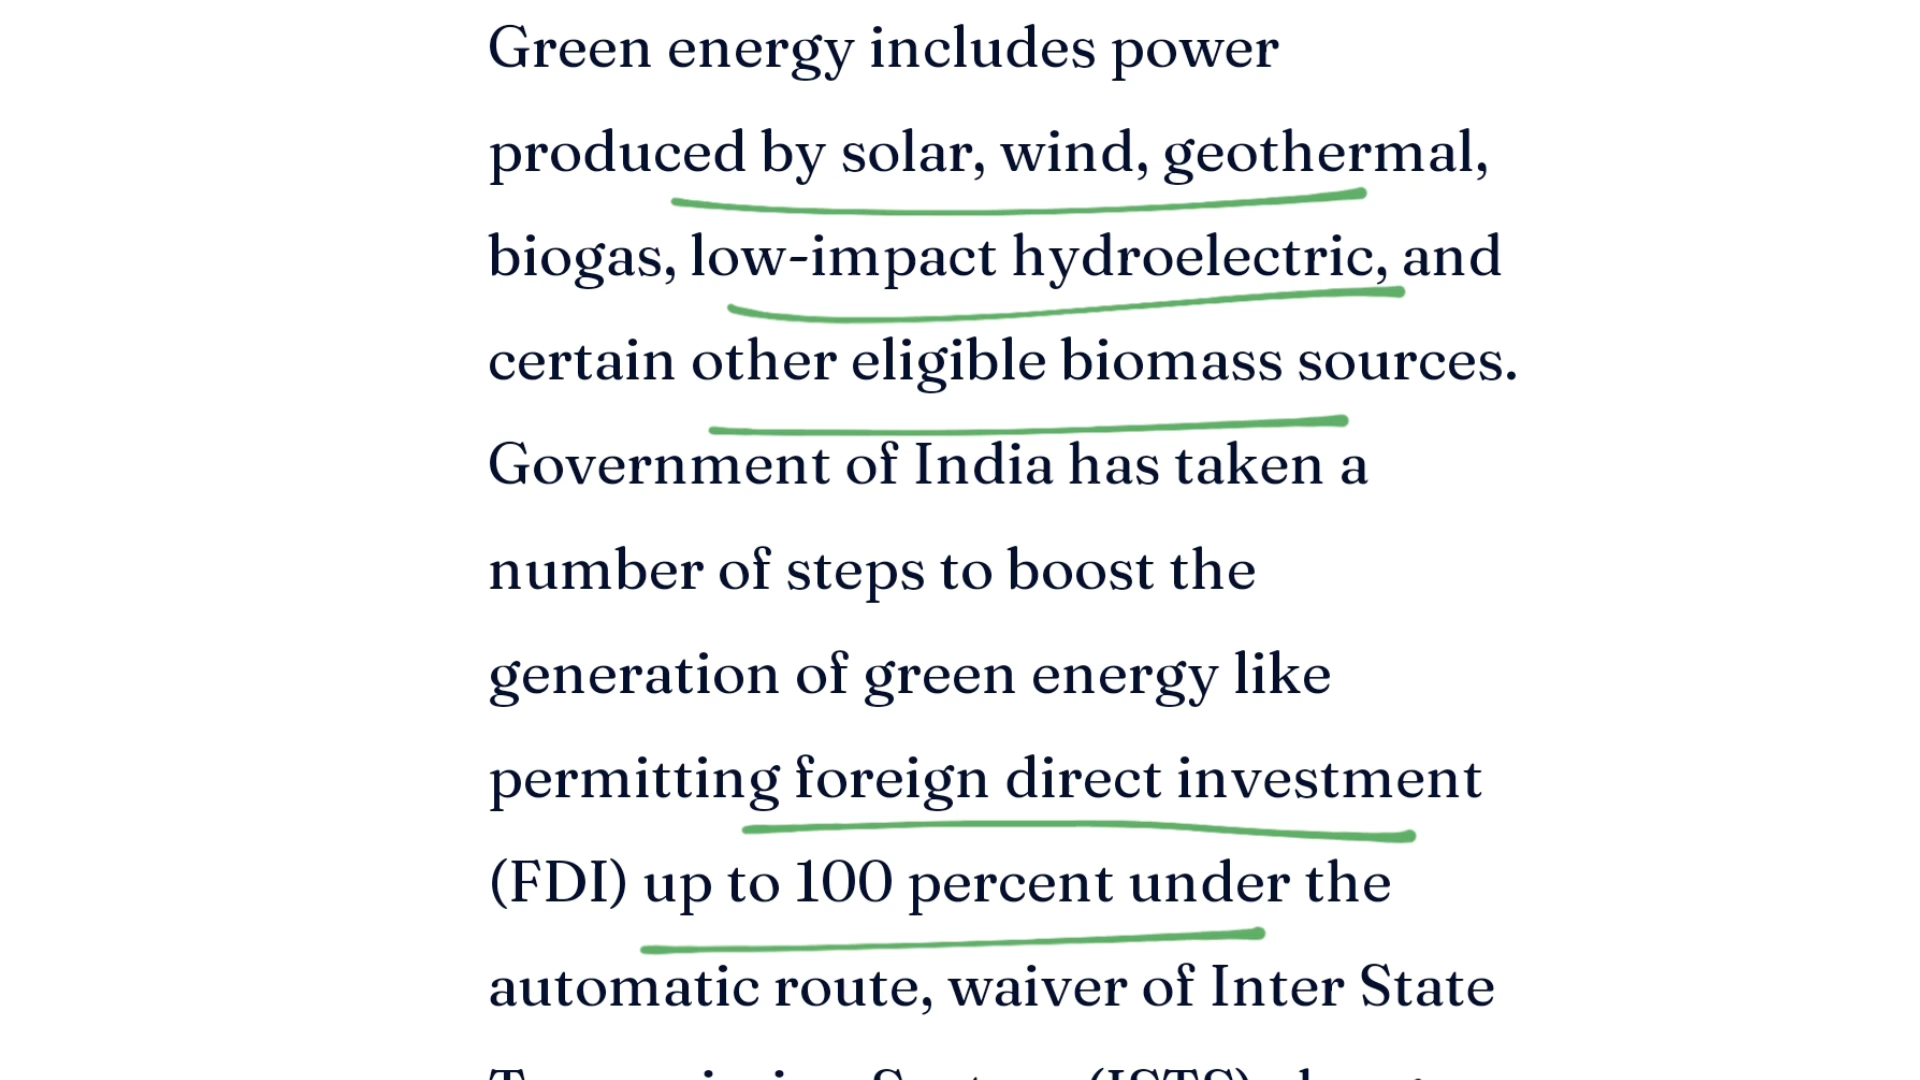 Green energy includes power
produced by solar, wind, geothermal,
biogas, low-impact hydroelectric, and
certain other eligible biomass sources.
Government of India has taken a
number of steps to boost the
generation of green energy like
permitting foreign direct investment
(FDI) up to 100 percent under the
automatic route, waiver of Inter State